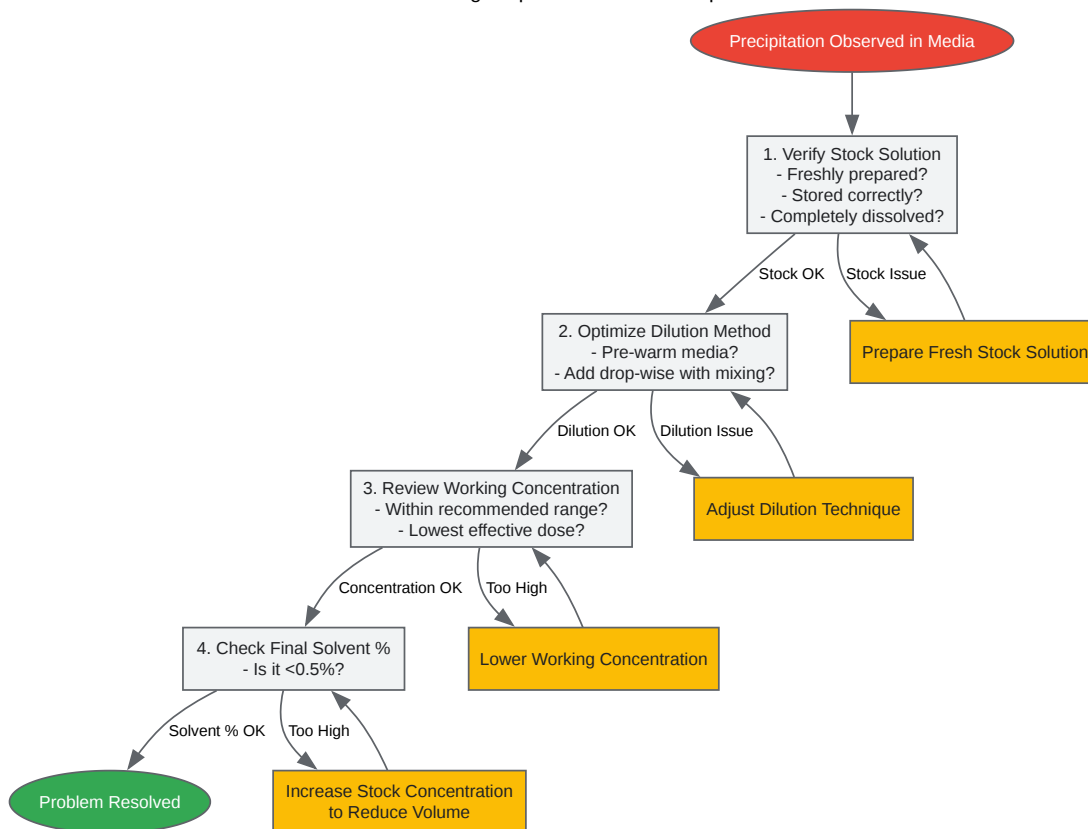 Precipitation Observed in Media
1. Verify Stock Solution
- Freshly prepared?
- Stored correctly?
- Completely dissolved?
Stock OK
Stock Issue
2. Optimize Dilution Method
- Pre-warm media?
- Add drop-wise with mixing?
Prepare Fresh Stock Solution
Dilution OK
Dilution Issue
3. Review Working Concentration
- Within recommended range?
- Lowest effective dose?
Adjust Dilution Technique
Concentration OK
Too High
4. Check Final Solvent %
- Is it <0.5%?
Lower Working Concentration
Solvent % OK
Too High
Problem Resolved
Increase Stock Concentration
to Reduce Volume